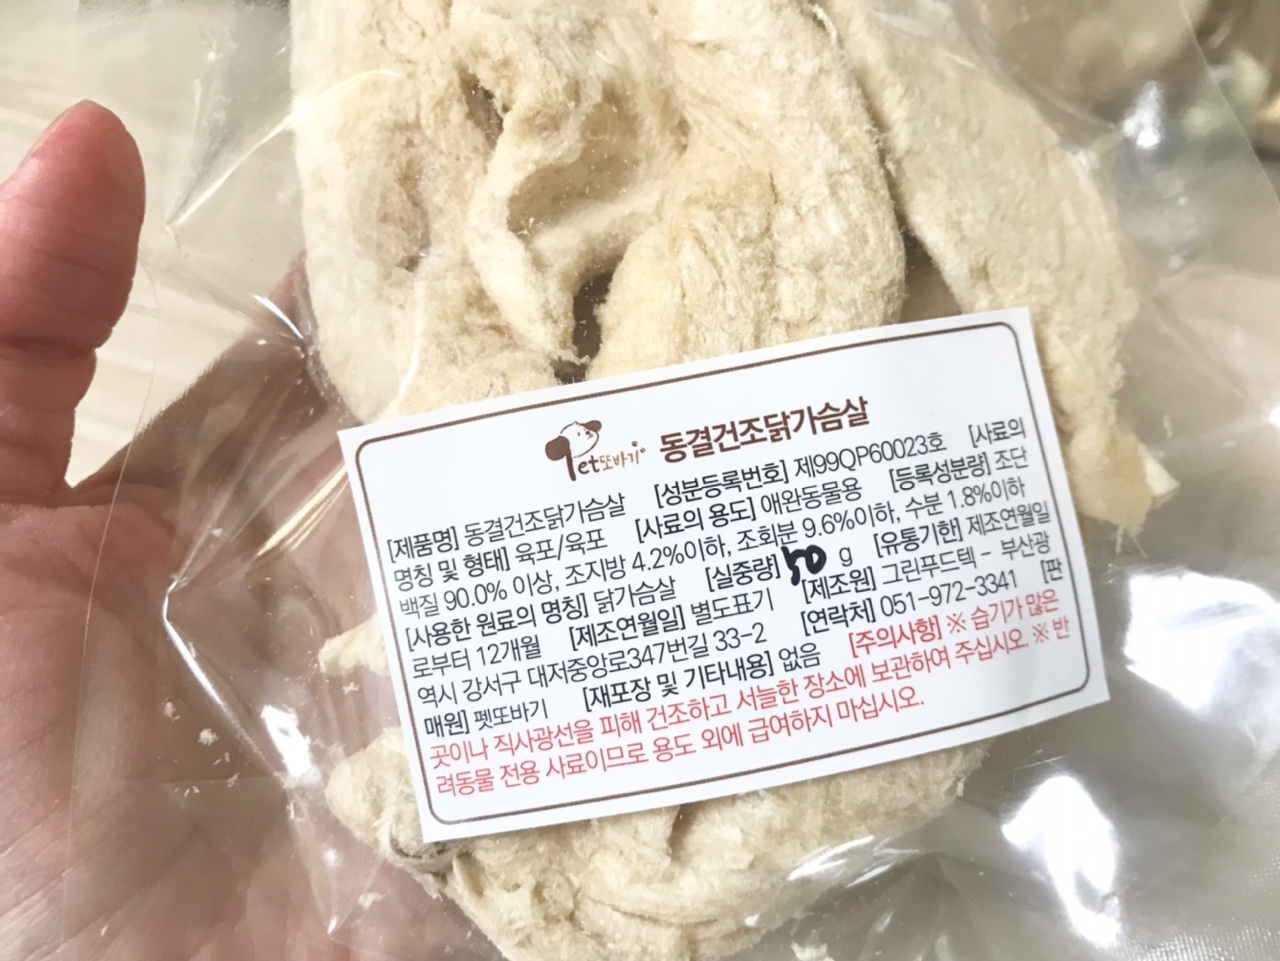 Pet또바기 동결건조닭가슴살
[제품명] 동결건조닭가슴살 [성분등록번호] 제99QP60023호 [사료의
명칭 및 형태] 육포/육포 [사료의 용도] 애완동물용 [등록성분량] 조단
백질 90.0% 이상, 조지방 4.2%이하, 조회분 9.6%이하, 수분 1.8%이하
[사용한 원료의 명칭] 닭가슴살 [실중량] 50 g [유통기한] 제조연월일
로부터 12개월 [제조연월일] 별도표기 [제조원] 그린푸드텍 - 부산광
역시 강서구 대저중앙로347번길 33-2 [연락처] 051-972-3341 [판
매원] 펫또바기 [재포장 및 기타내용] 없음 [주의사항] ※ 습기가 많은
곳이나 직사광선을 피해 건조하고 서늘한 장소에 보관하여 주십시오. ※ 반
려동물 전용 사료이므로 용도 외에 급여하지 마십시오.